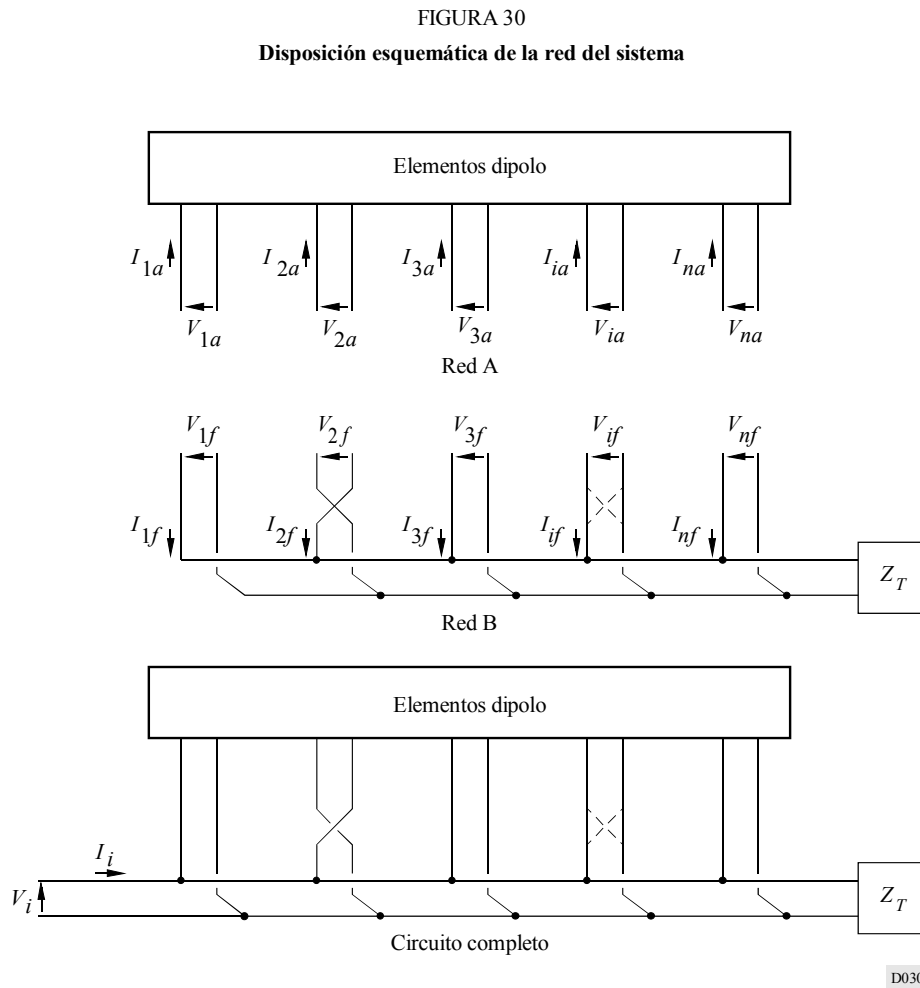 FIGURA 30
Disposición esquemática de la red del sistema
Elementos dipolo
I1a I2a I3a Iia Ina
V1a V2a V3a Via Vna
Red A
V1f V2f V3f Vif Vnf
I1f I2f I3f Iif Inf
ZT
Red B
Elementos dipolo
Ii
Vi
ZT
Circuito completo
D030